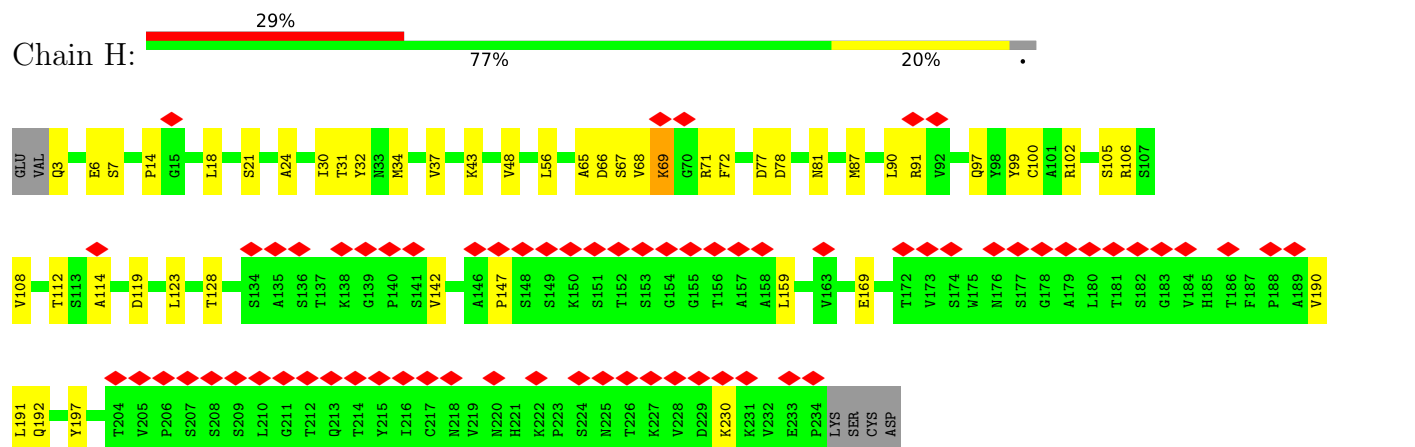 29%
Chain H:
77% 20% •
GLU VAL Q3 E6 S7 P14 G15 L18 S21 A24 I30 T31 Y32 N33 M34 V37 K43 V48 L56 A65 D66 S67 V68 K69 G70 R71 F72 D77 D78 N81 M87 L90 R91 V92 Q97 Y98 Y99 C100 A101 R102 S105 R106 S107
V108 T112 S113 A114 D119 L123 T128 S134 A135 S136 T137 K138 G139 P140 S141 V142 A146 P147 S148 S149 K150 S151 T152 S153 G154 G155 T156 A157 A158 L159 V163 E169 T172 V173 S174 W175 N176 S177 G178 A179 L180 T181 S182 G183 V184 H185 T186 F187 P188 A189 V190
L191 Q192 Y197 T204 V205 P206 S207 S208 S209 L210 G211 T212 Q213 T214 Y215 I216 C217 N218 V219 N220 H221 K222 P223 S224 N225 T226 K227 V228 D229 K230 K231 V232 E233 P234 LYS SER CYS ASP